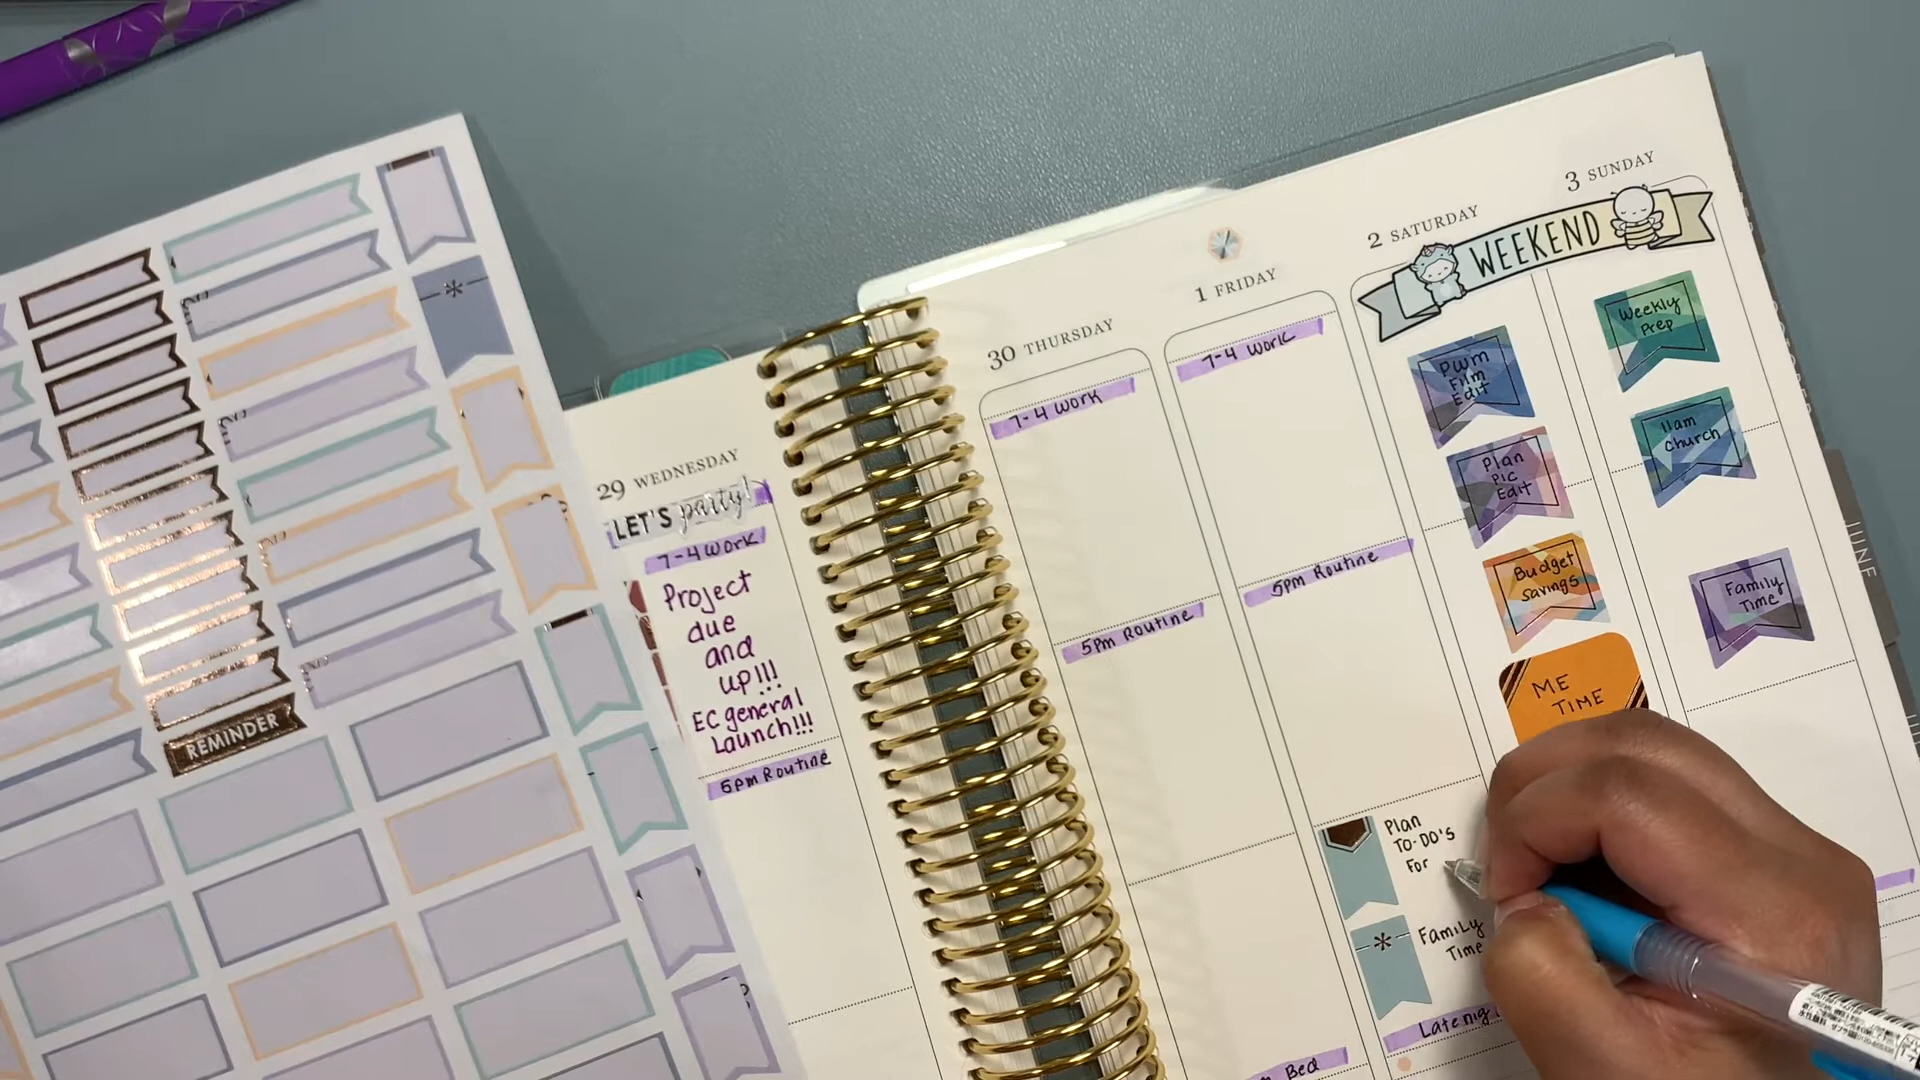 REMINDER
29 WEDNESDAY
LET'S party!
7-4 WORK
Project
due
and
up!!!
EC general
Launch!!!
5pm Routine
30 THURSDAY
7-4 WORK
5pm Routine
1 FRIDAY
7-4 WORK
5pm Routine
Plan
TO-DO'S
For
Family
Time
Bed
2 SATURDAY
3 SUNDAY
WEEKEND
PWM
Film
Edit
Plan
Pic
Edit
Budget
Savings
ME
TIME
Weekly
Prep
11am
Church
Family
Time
JUNE